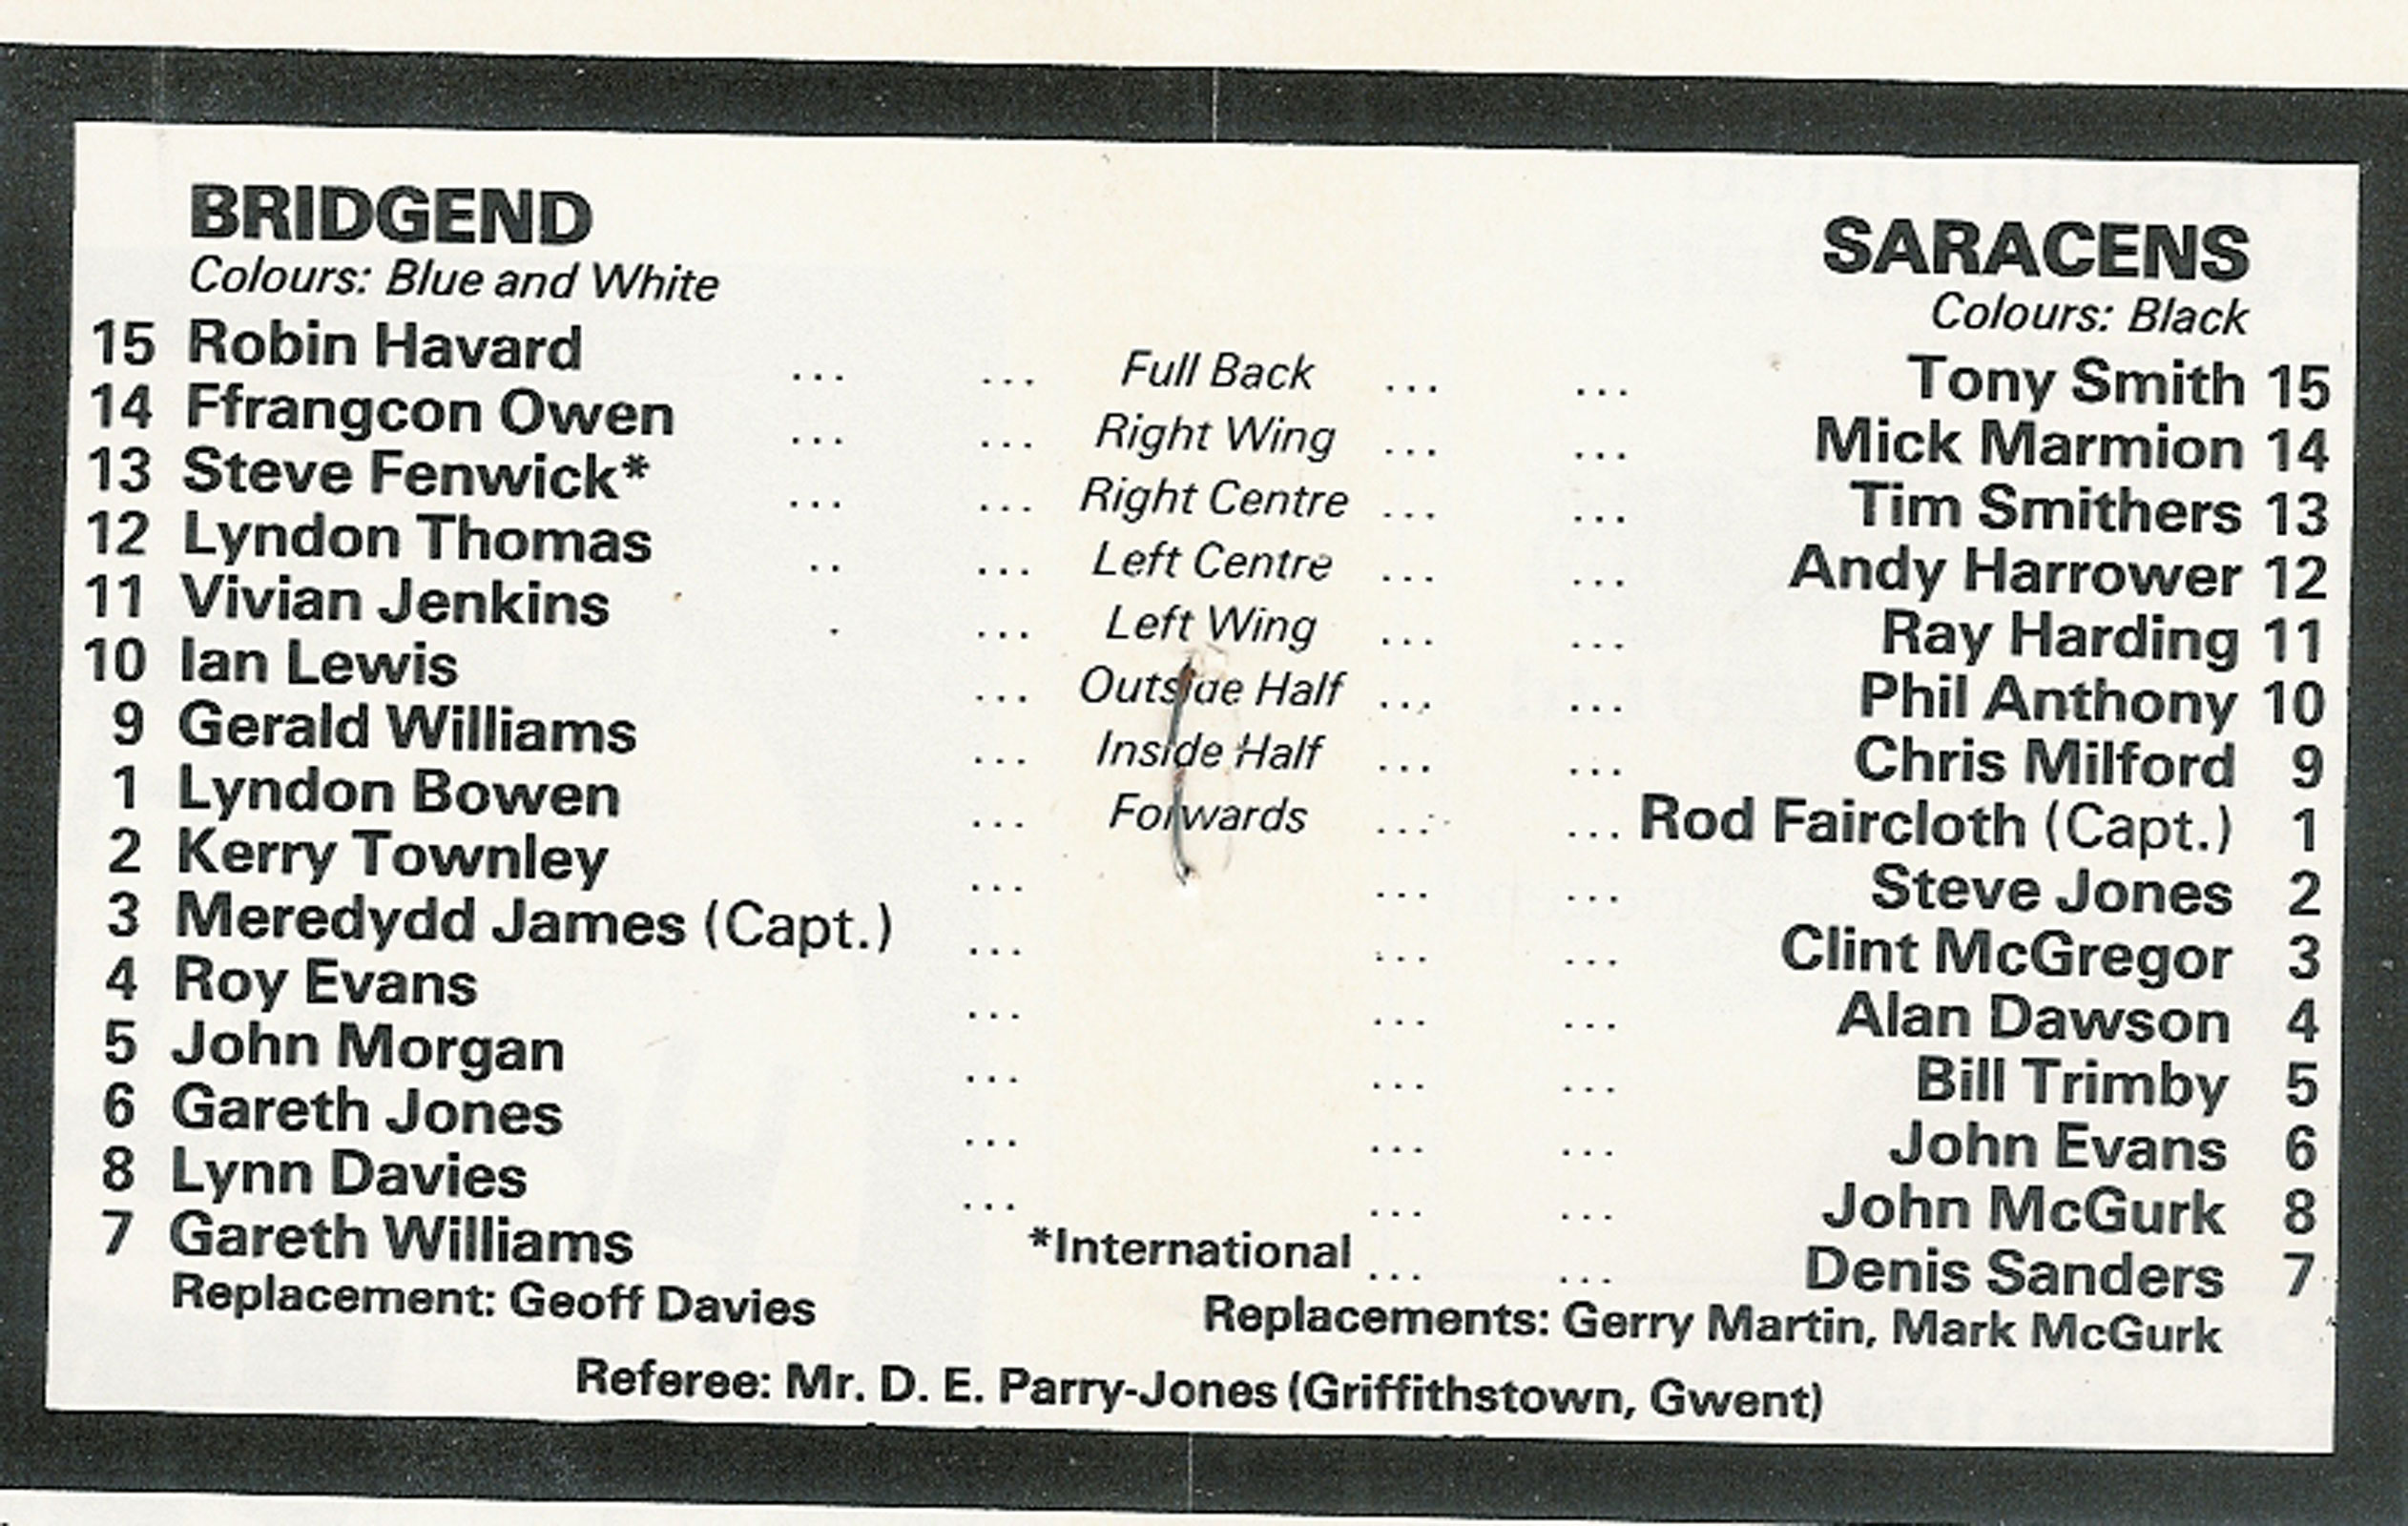 BRIDGEND SARACENS
Colours: Blue and White Colours: Black
15 Robin Havard ... ... Full Back ... ... Tony Smith 15
14 Ffrangcon Owen ... ... Right Wing ... ... Mick Marmion 14
13 Steve Fenwick* ... ... Right Centre ... ... Tim Smithers 13
12 Lyndon Thomas .. ... Left Centre ... ... Andy Harrower 12
11 Vivian Jenkins . ... Left Wing ... ... Ray Harding 11
10 Ian Lewis ... Outside Half ... ... Phil Anthony 10
9 Gerald Williams ... Inside Half ... ... Chris Milford 9
1 Lyndon Bowen ... Forwards ... ... Rod Faircloth (Capt.) 1
2 Kerry Townley ... ... ... Steve Jones 2
3 Meredydd James (Capt.) ... ... ... Clint McGregor 3
4 Roy Evans ... ... ... Alan Dawson 4
5 John Morgan ... ... ... Bill Trimby 5
6 Gareth Jones ... ... ... John Evans 6
8 Lynn Davies ... ... ... John McGurk 8
7 Gareth Williams *International ... ... Denis Sanders 7
Replacement: Geoff Davies Replacements: Gerry Martin, Mark McGurk
Referee: Mr. D. E. Parry-Jones (Griffithstown, Gwent)